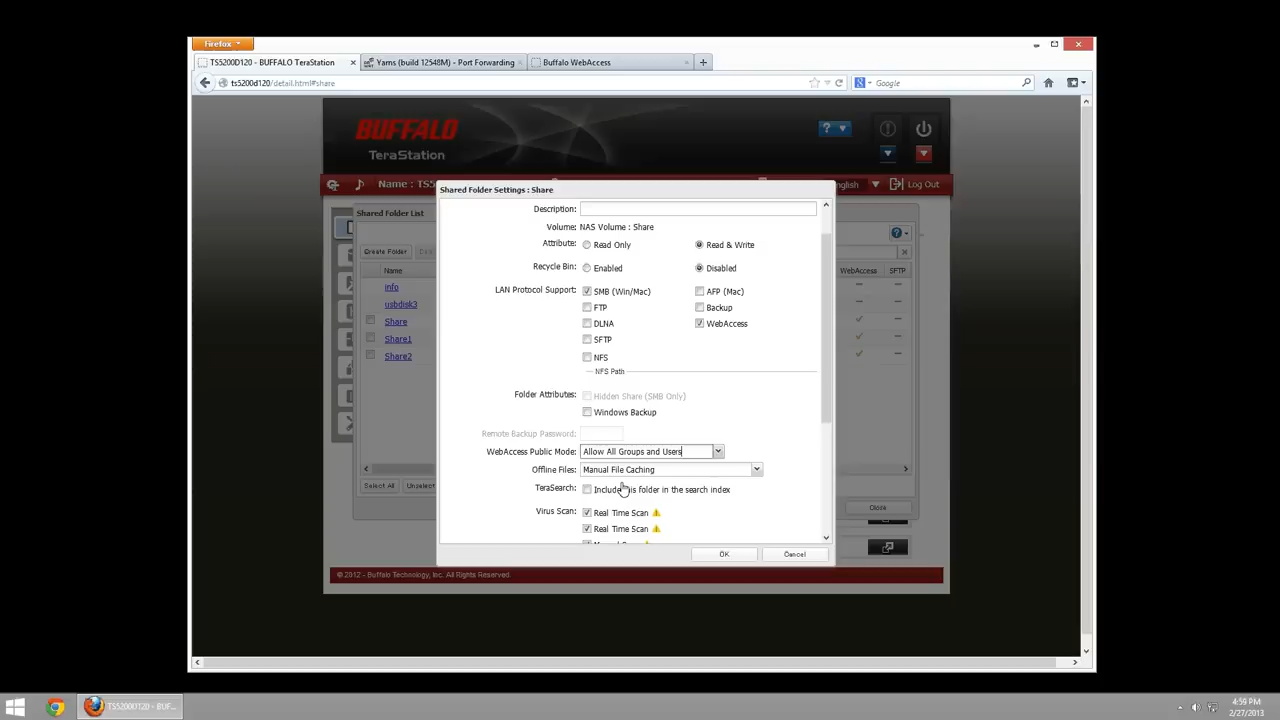 Firefox
TS5200D120 - BUFFALO TeraStation
Yarns (build 12548M) - Port Forwarding
Buffalo WebAccess
ts5200d120/detail.html#share
Google
BUFFALO
TeraStation
Name : TS5
nglish
Log Out
Shared Folder List
Shared Folder Settings : Share
Description:
Volume: NAS Volume : Share
Attribute: Read Only Read & Write
Recycle Bin: Enabled Disabled
LAN Protocol Support: SMB (Win/Mac) AFP (Mac)
FTP Backup
DLNA WebAccess
SFTP
NFS
NFS Path
Folder Attributes: Hidden Share (SMB Only)
Windows Backup
Remote Backup Password:
WebAccess Public Mode: Allow All Groups and Users
Offline Files: Manual File Caching
TeraSearch: Include this folder in the search index
Virus Scan: Real Time Scan
Real Time Scan
OK Cancel
Create Folder
Name WebAccess SFTP
info
usbdisk3
Share
Share1
Share2
Select All Unselect
Close
© 2012 - Buffalo Technology, Inc. All Rights Reserved.
TS5200D120 - BUF...
4:59 PM
2/27/2013